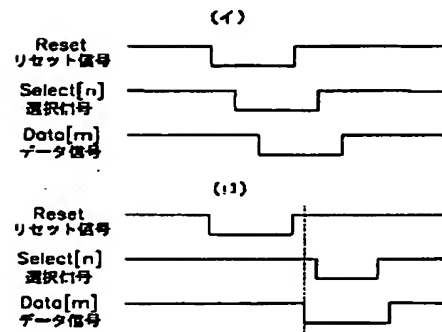 (イ)
Reset
リセット信号
Select[n]
選択信号
Data[m]
データ信号
(ロ)
Reset
リセット信号
Select[n]
選択信号
Data[m]
データ信号